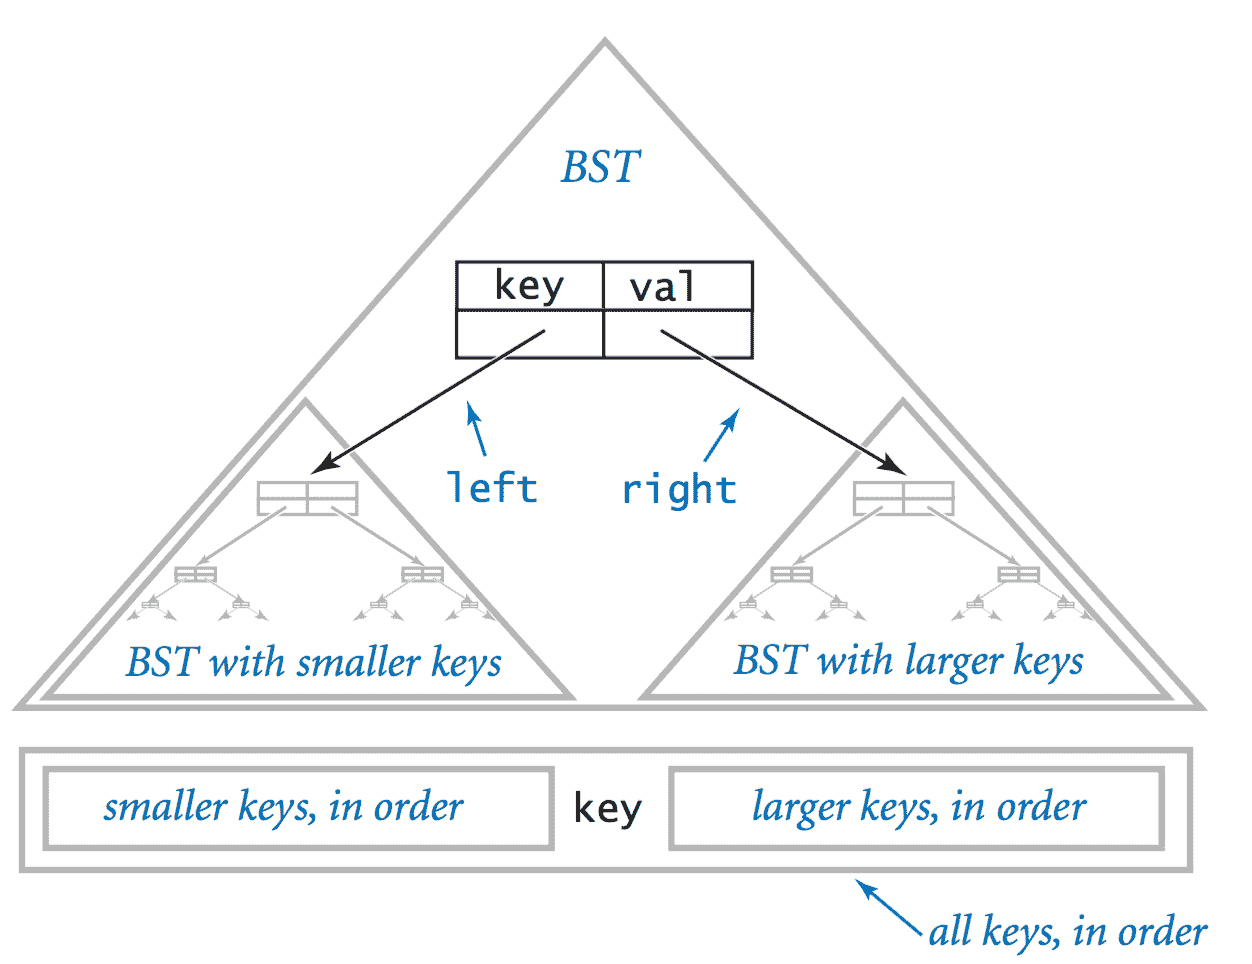 BST
key val
left right
BST with smaller keys BST with larger keys
smaller keys, in order key larger keys, in order
all keys, in order